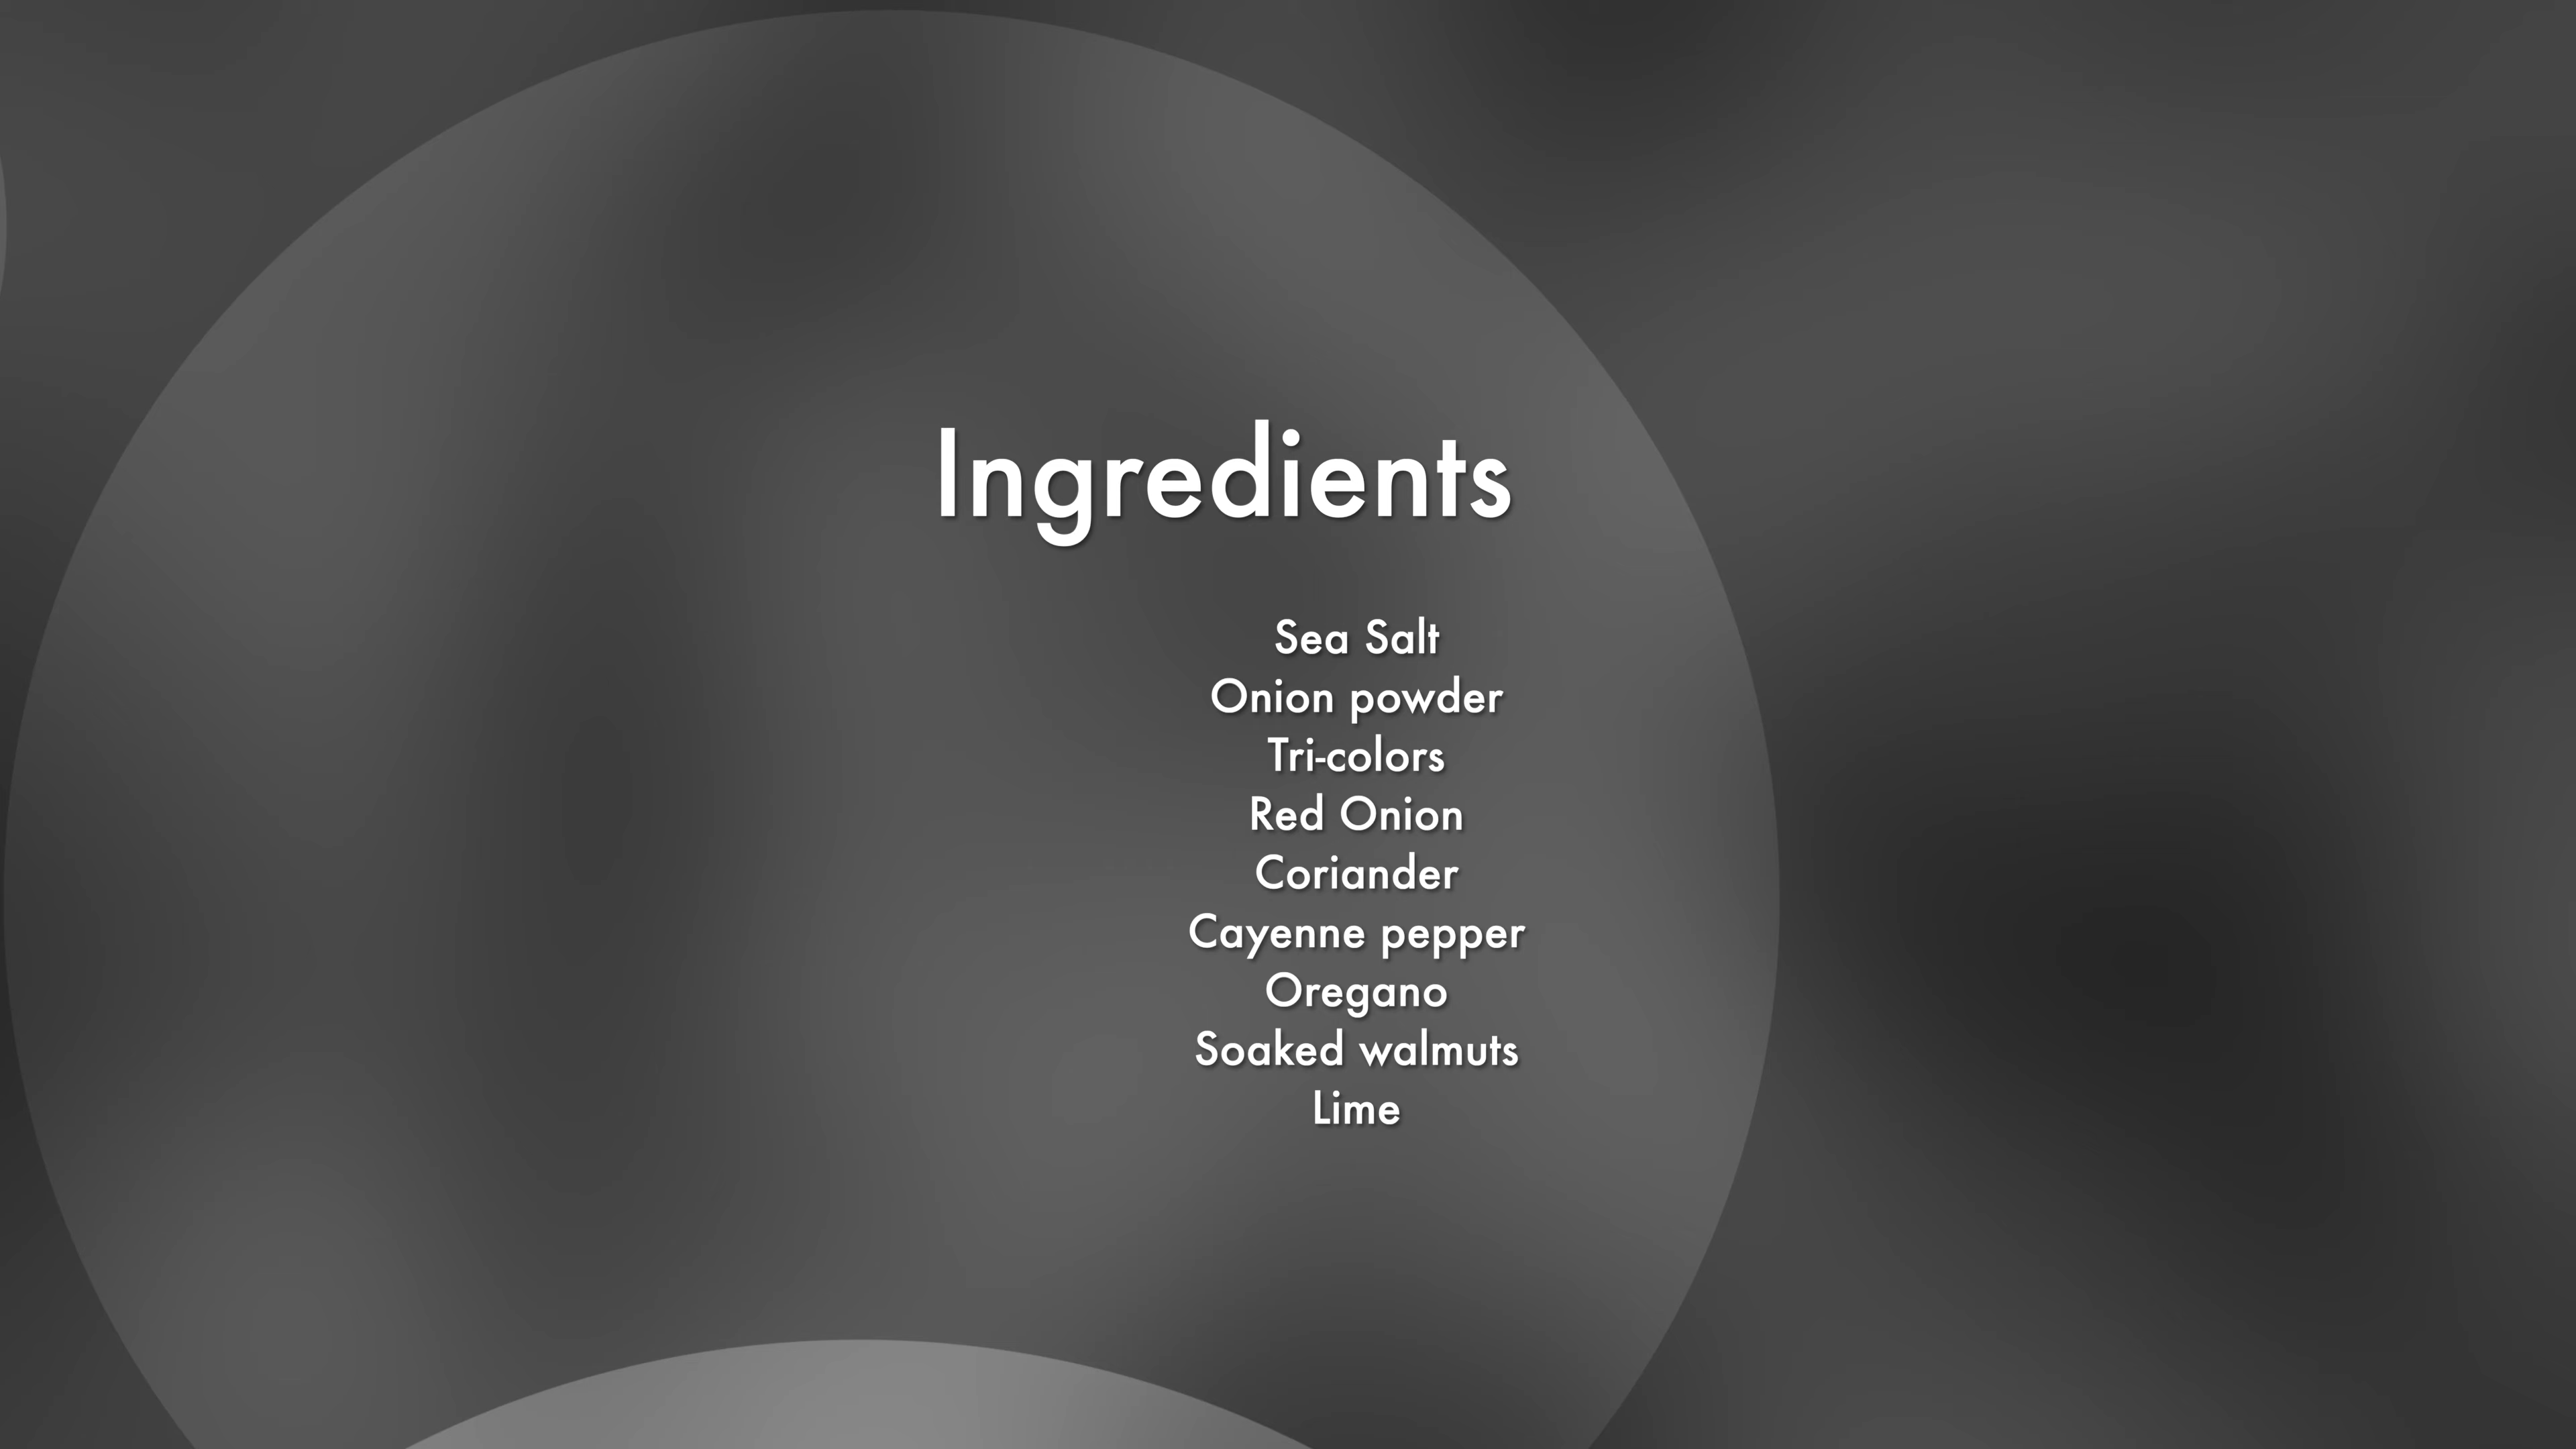 Ingredients
Sea Salt
Onion powder
Tri-colors
Red Onion
Coriander
Cayenne pepper
Oregano
Soaked walmuts
Lime